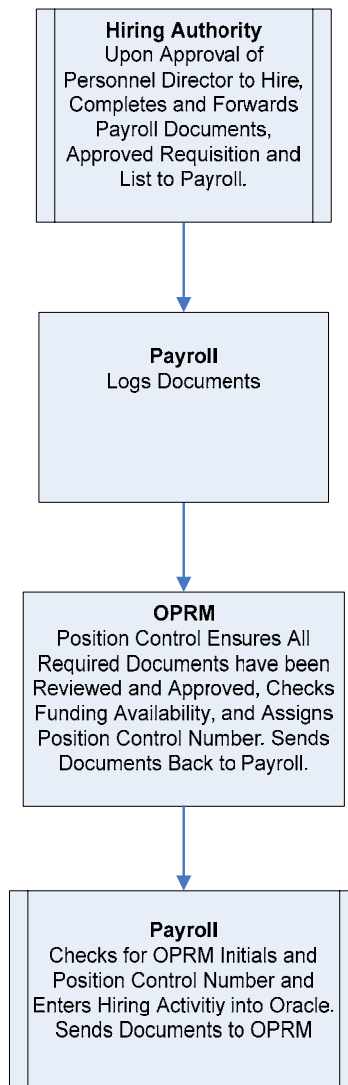 Hiring Authority
Upon Approval of
Personnel Director to Hire,
Completes and Forwards
Payroll Documents,
Approved Requisition and
List to Payroll.
Payroll
Logs Documents
OPRM
Position Control Ensures All
Required Documents have been
Reviewed and Approved, Checks
Funding Availability, and Assigns
Position Control Number. Sends
Documents Back to Payroll.
Payroll
Checks for OPRM Initials and
Position Control Number and
Enters Hiring Activitiy into Oracle.
Sends Documents to OPRM